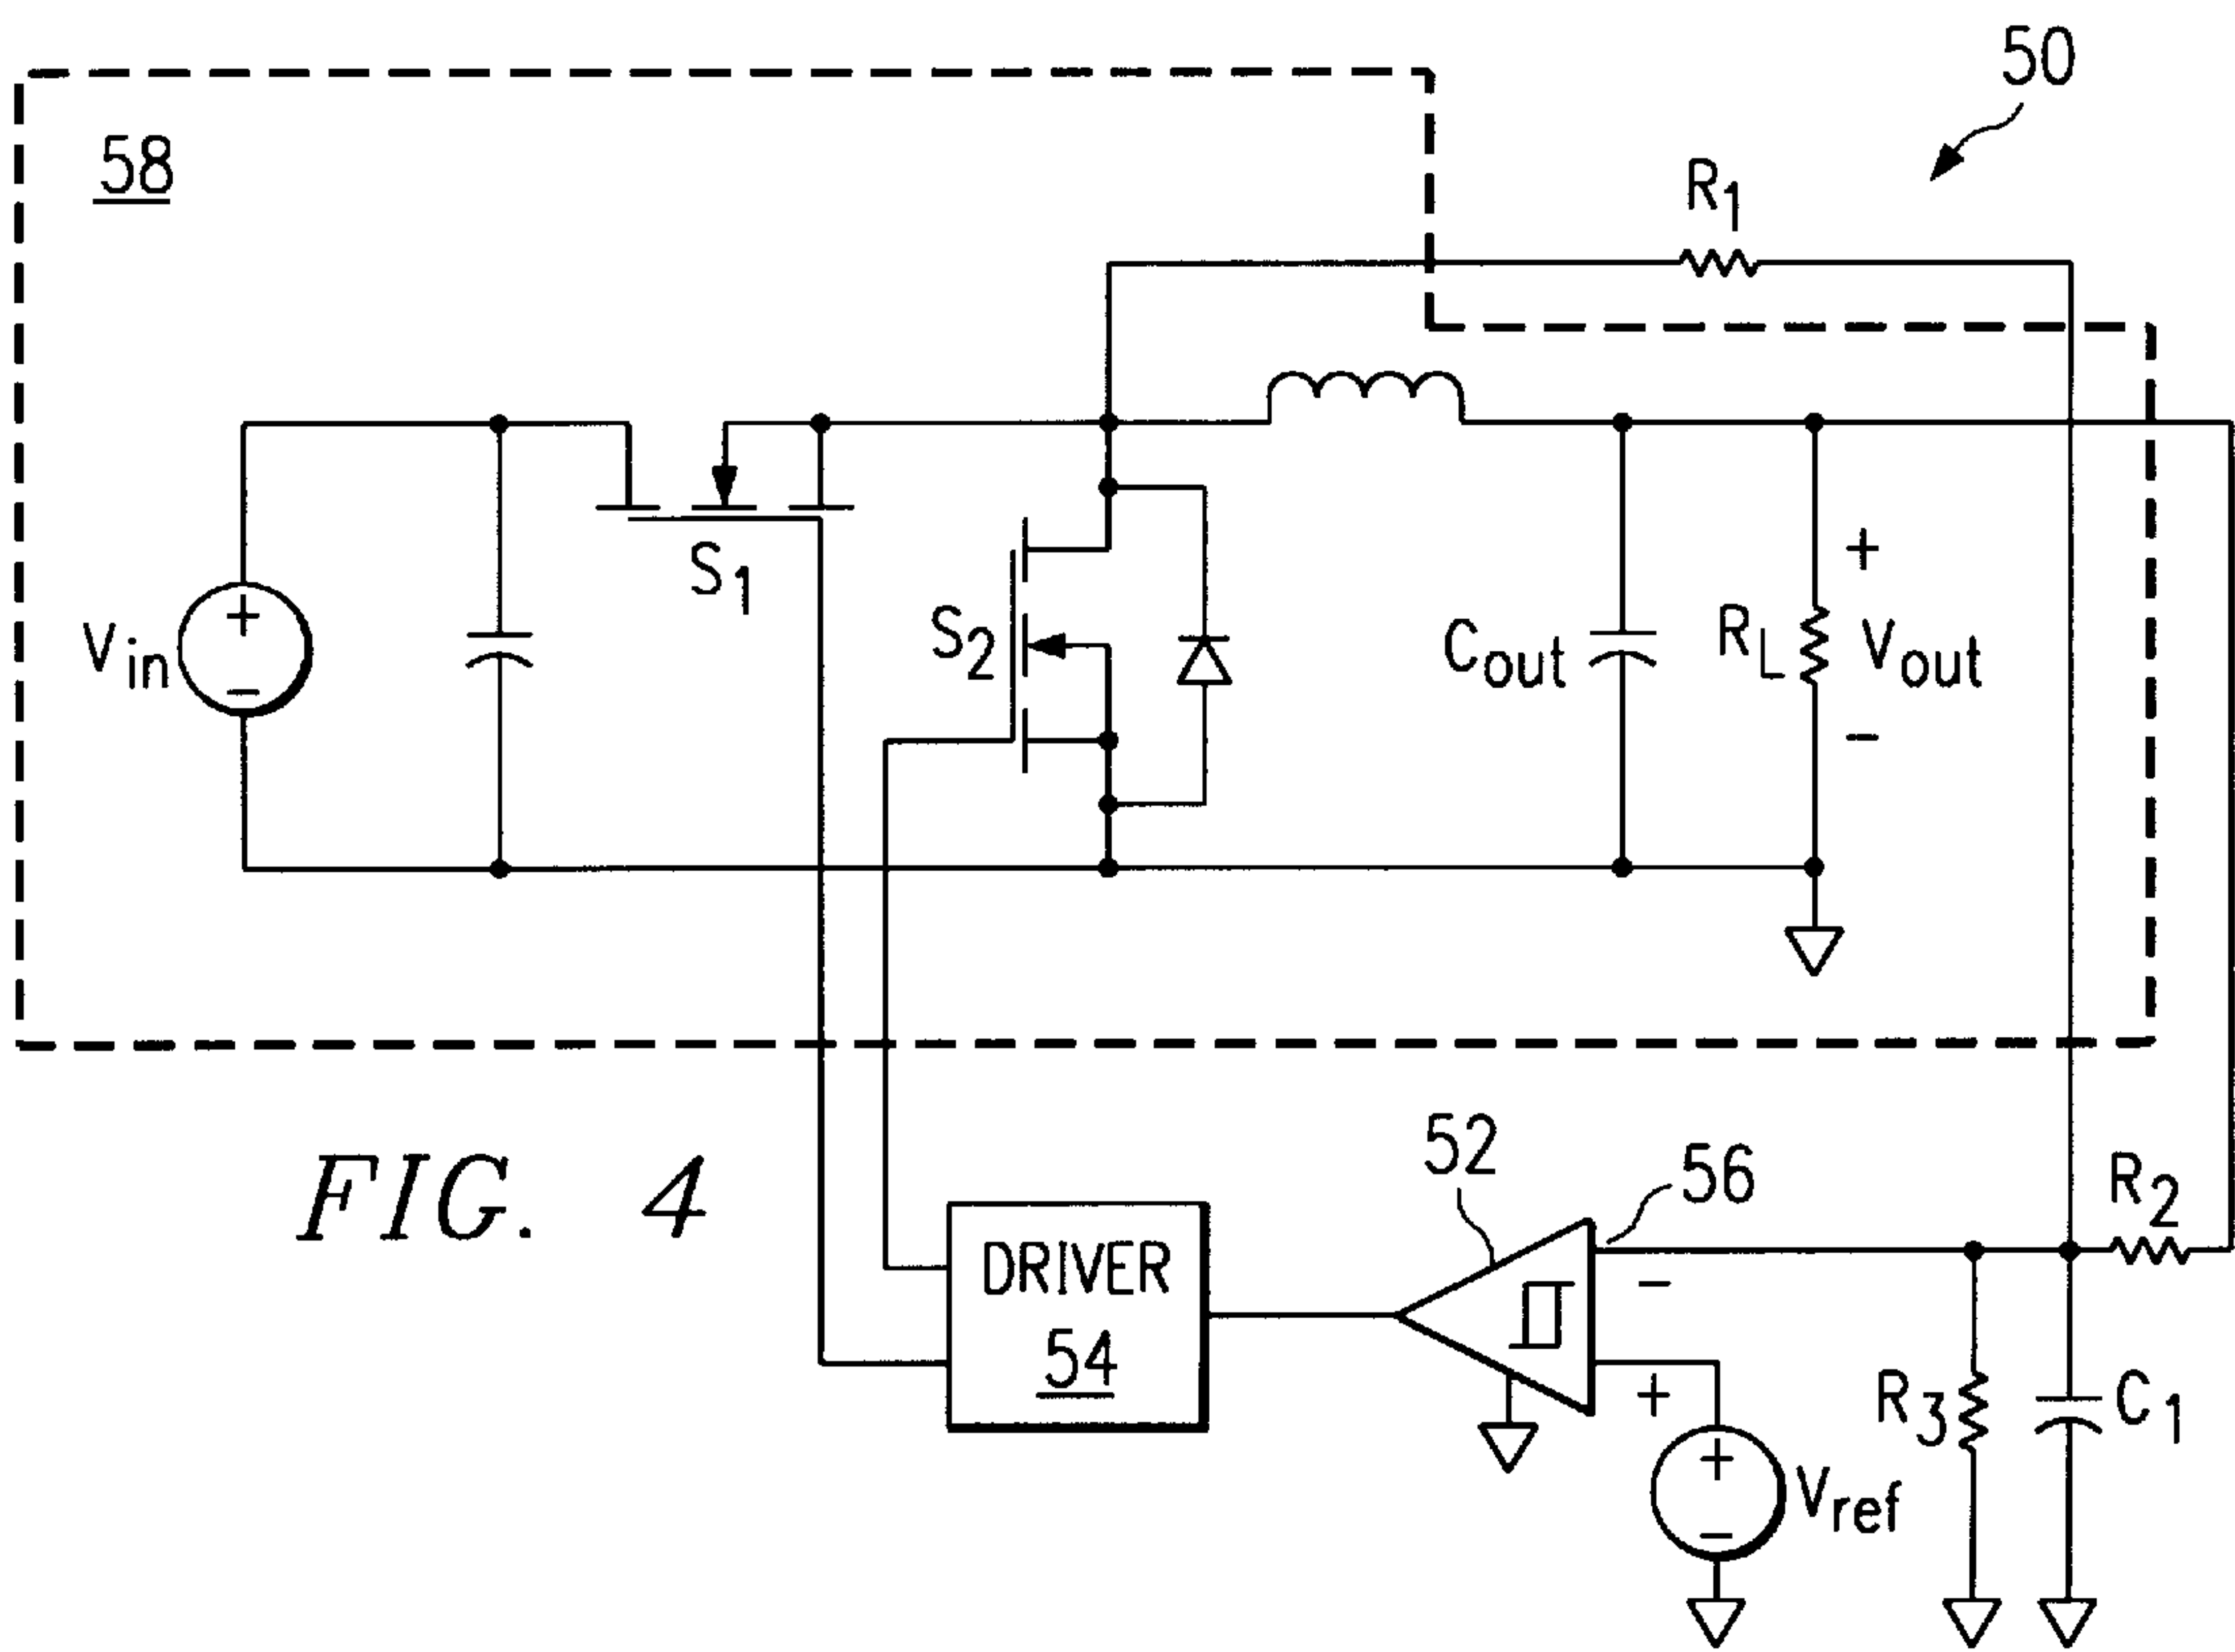 50
58
R1
S1
Vin
+
−
S2
Cout
RL
+
Vout
−
FIG. 4
52
56
R2
DRIVER
54
−
+
R3
C1
+
Vref
−